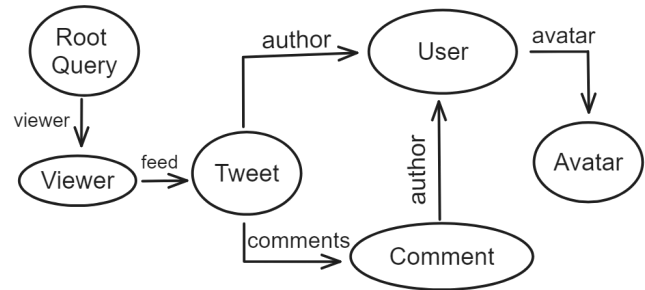 Root
Query
viewer
Viewer
feed
Tweet
author
User
avatar
Avatar
comments
Comment
author